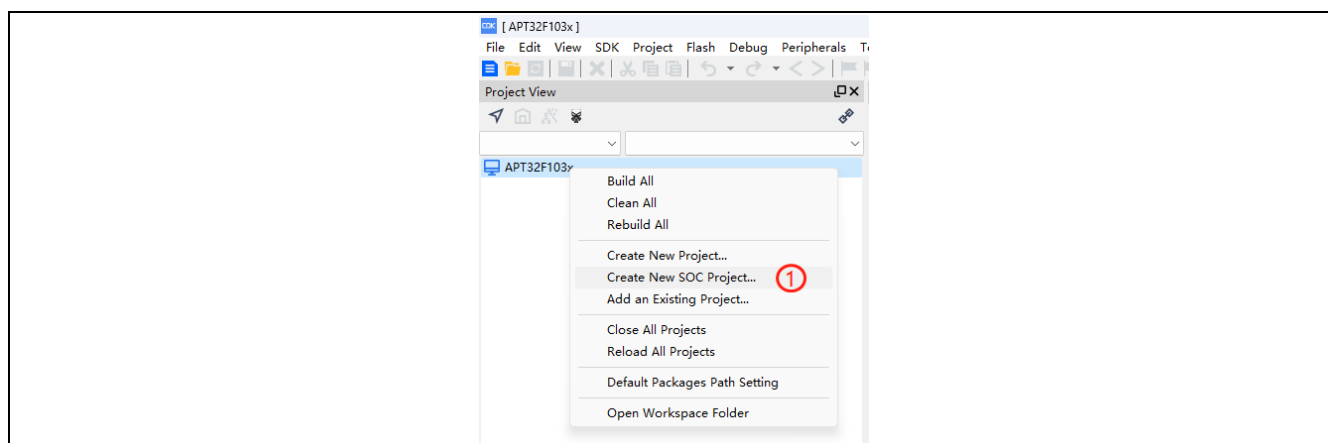 CDK [ APT32F103x ]
File Edit View SDK Project Flash Debug Peripherals
Project View
APT32F103x
Build All
Clean All
Rebuild All
Create New Project...
Create New SOC Project... ①
Add an Existing Project...
Close All Projects
Reload All Projects
Default Packages Path Setting
Open Workspace Folder